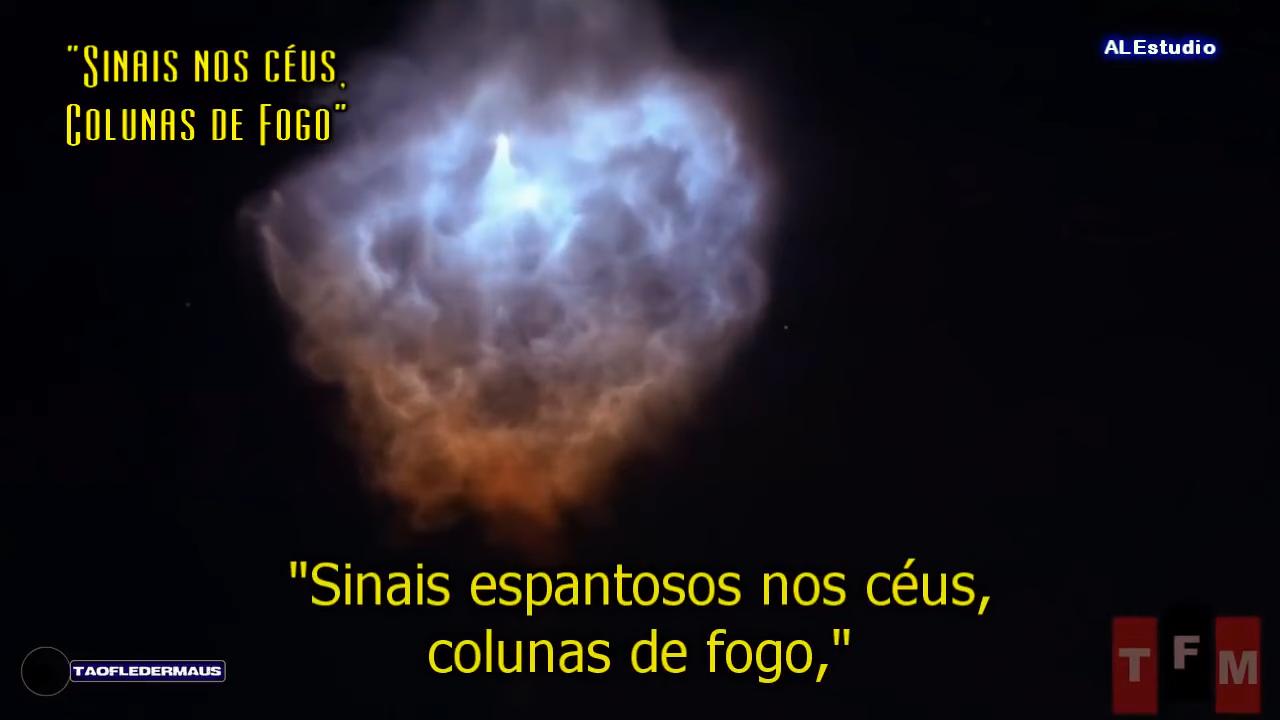 "Sinais nos céus,
Colunas de Fogo"
ALEstudio
"Sinais espantosos nos céus,
colunas de fogo,"
TAOFLEDERMAUS
TFM